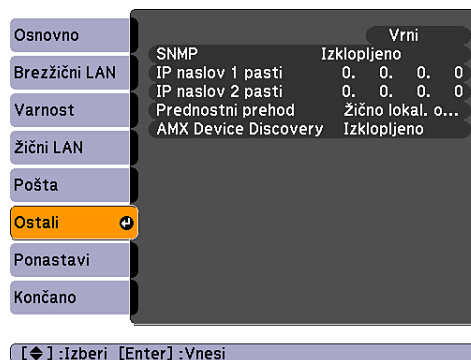 Osnovno
Brezžični LAN
Varnost
Žični LAN
Pošta
Ostali
Ponastavi
Končano
Vrni
SNMP Izklopljeno
IP naslov 1 pasti 0. 0. 0. 0
IP naslov 2 pasti 0. 0. 0. 0
Prednostni prehod Žično lokal. o...
AMX Device Discovery Izklopljeno
[◆] :Izberi [Enter] :Vnesi